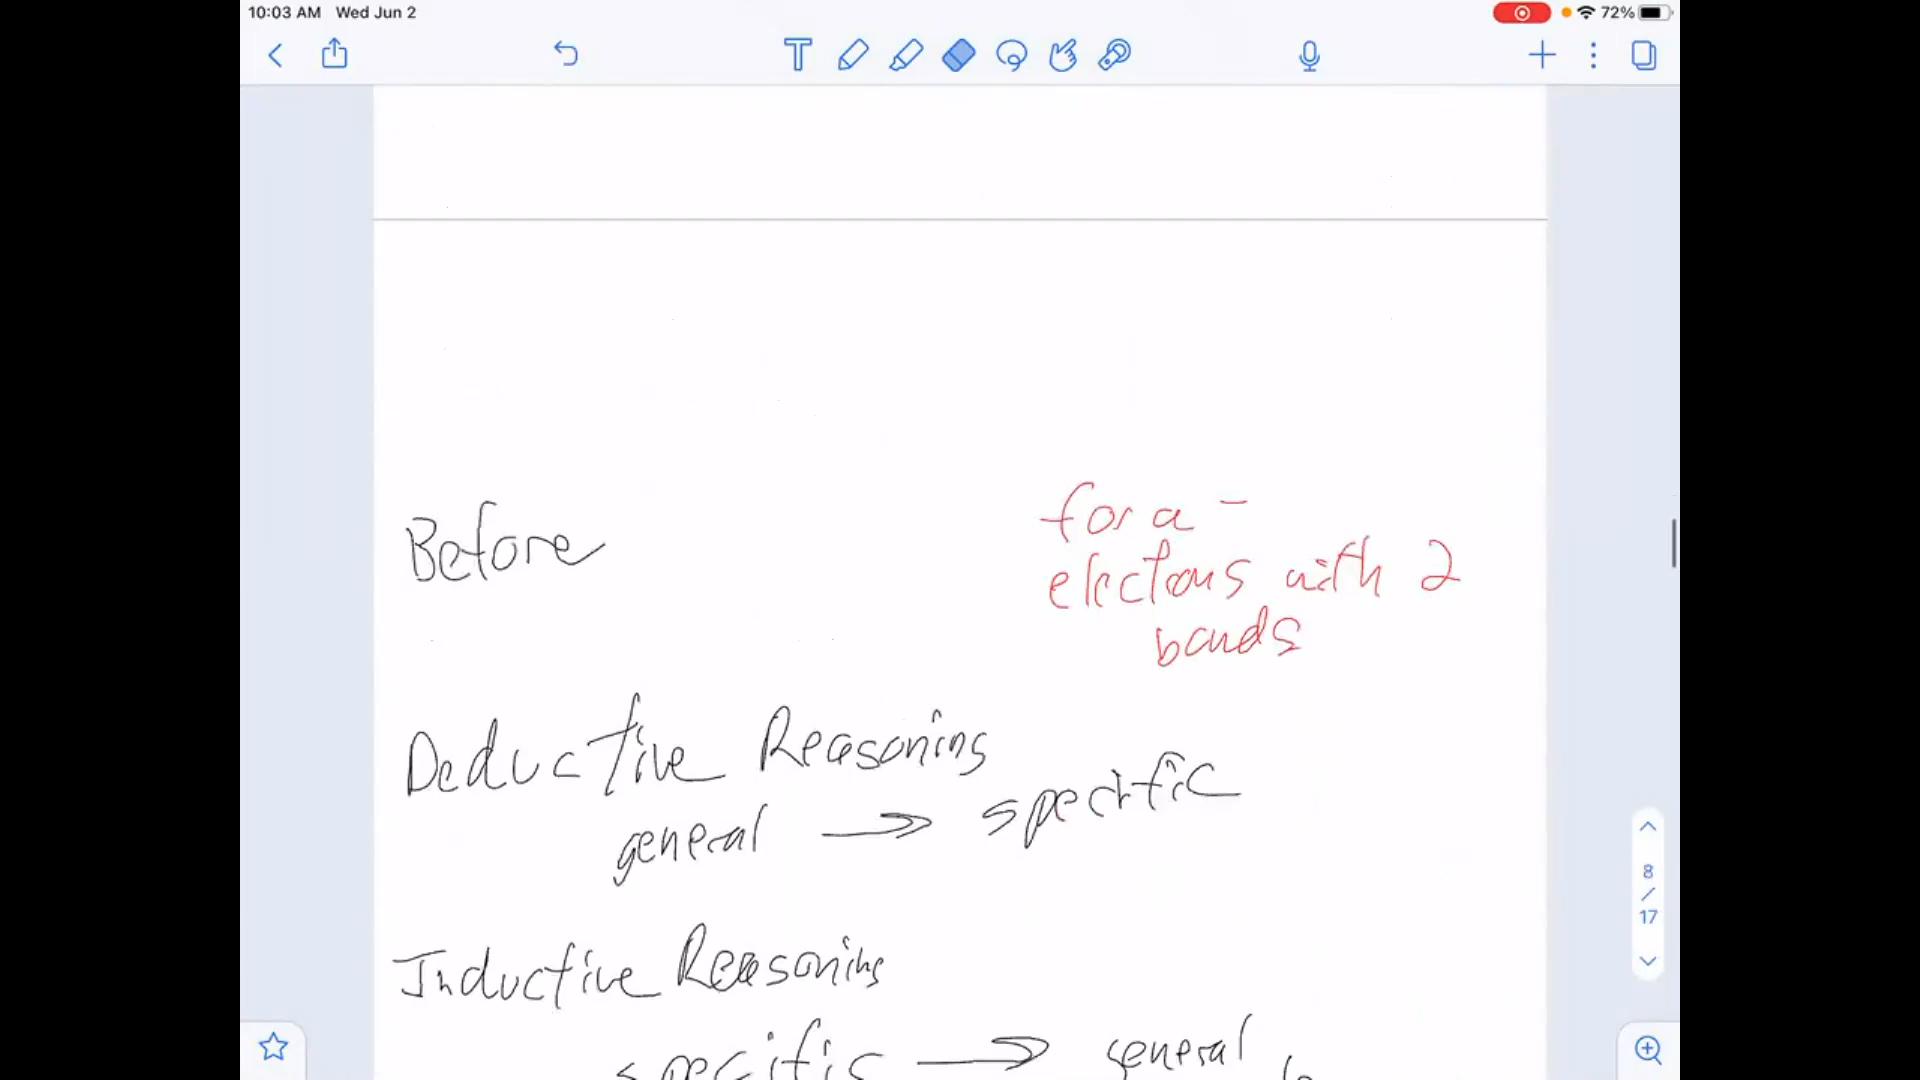 10:03 AM Wed Jun 2
72%
T
Before
for a -
electons with 2
bands
Deductive Reasoning
general → specific
Inductive Reasoning
specific → general
8
/
17